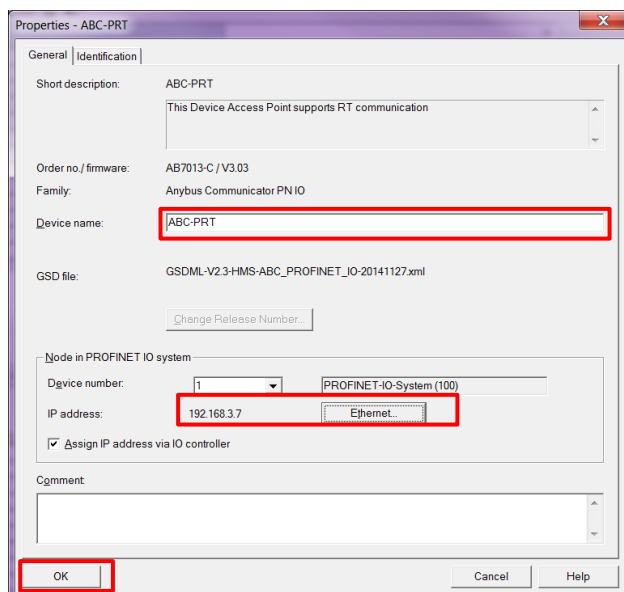 Properties - ABC-PRT
General Identification
Short description: ABC-PRT
This Device Access Point supports RT communication
Order no./ firmware: AB7013-C / V3.03
Family: Anybus Communicator PN IO
Device name: ABC-PRT
GSD file: GSDML-V2.3-HMS-ABC_PROFINET_IO-20141127.xml
Change Release Number...
Node in PROFINET IO system
Device number: 1 PROFINET-IO-System (100)
IP address: 192.168.3.7 Ethernet...
Assign IP address via IO controller
Comment:
OK Cancel Help